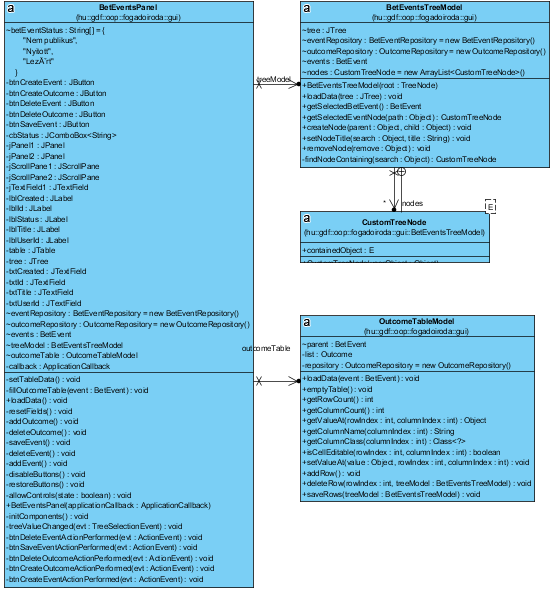 a
BetEventsPanel
(hu::gdf::oop::fogadoiroda::gui)
~betEventStatus : String[] = {
"Nem publikus",
"Nyitott",
"LezÃ¡rt"
}
-btnCreateEvent : JButton
-btnCreateOutcome : JButton
-btnDeleteEvent : JButton
-btnDeleteOutcome : JButton
-btnSaveEvent : JButton
-cbStatus : JComboBox<String>
-jPanel1 : JPanel
-jPanel2 : JPanel
-jScrollPane1 : JScrollPane
-jScrollPane2 : JScrollPane
-jTextField1 : JTextField
-lblCreated : JLabel
-lblId : JLabel
-lblStatus : JLabel
-lblTitle : JLabel
-lblUserId : JLabel
-table : JTable
-tree : JTree
-txtCreated : JTextField
-txtId : JTextField
-txtTitle : JTextField
-txtUserId : JTextField
~eventRepository : BetEventRepository = new BetEventRepository()
~outcomeRepository : OutcomeRepository = new OutcomeRepository()
~events : BetEvent
~treeModel : BetEventsTreeModel
~outcomeTable : OutcomeTableModel
-callback : ApplicationCallback
-setTableData() : void
-fillOutcomeTable(event : BetEvent) : void
+loadData() : void
-resetFields() : void
-addOutcome() : void
-deleteOutcome() : void
-saveEvent() : void
-deleteEvent() : void
-addEvent() : void
-disableButtons() : void
-restoreButtons() : void
-allowControls(state : boolean) : void
+BetEventsPanel(applicationCallback : ApplicationCallback)
-initComponents() : void
-treeValueChanged(evt : TreeSelectionEvent) : void
-btnDeleteEventActionPerformed(evt : ActionEvent) : void
-btnSaveEventActionPerformed(evt : ActionEvent) : void
-btnDeleteOutcomeActionPerformed(evt : ActionEvent) : void
-btnCreateOutcomeActionPerformed(evt : ActionEvent) : void
-btnCreateEventActionPerformed(evt : ActionEvent) : void
treeModel
outcomeTable
a
BetEventsTreeModel
(hu::gdf::oop::fogadoiroda::gui)
~tree : JTree
~eventRepository : BetEventRepository = new BetEventRepository()
~outcomeRepository : OutcomeRepository = new OutcomeRepository()
~events : BetEvent
~nodes : CustomTreeNode = new ArrayList<CustomTreeNode>()
+BetEventsTreeModel(root : TreeNode)
+loadData(tree : JTree) : void
+getSelectedBetEvent() : BetEvent
+getSelectedEventNode(path : Object) : CustomTreeNode
+createNode(parent : Object, child : Object) : void
+setNodeTitle(search : Object, title : String) : void
+removeNode(remove : Object) : void
-findNodeContaining(search : Object) : CustomTreeNode
*
nodes
E
a
CustomTreeNode
(hu::gdf::oop::fogadoiroda::gui::BetEventsTreeModel)
+containedObject : E
a
OutcomeTableModel
(hu::gdf::oop::fogadoiroda::gui)
~parent : BetEvent
-list : Outcome
-repository : OutcomeRepository = new OutcomeRepository()
+loadData(event : BetEvent) : void
+emptyTable() : void
+getRowCount() : int
+getColumnCount() : int
+getValueAt(rowIndex : int, columnIndex : int) : Object
+getColumnName(columnIndex : int) : String
+getColumnClass(columnIndex : int) : Class<?>
+isCellEditable(rowIndex : int, columnIndex : int) : boolean
+setValueAt(value : Object, rowIndex : int, columnIndex : int) : void
+addRow() : void
+deleteRow(rowIndex : int, treeModel : BetEventsTreeModel) : void
+saveRows(treeModel : BetEventsTreeModel) : void